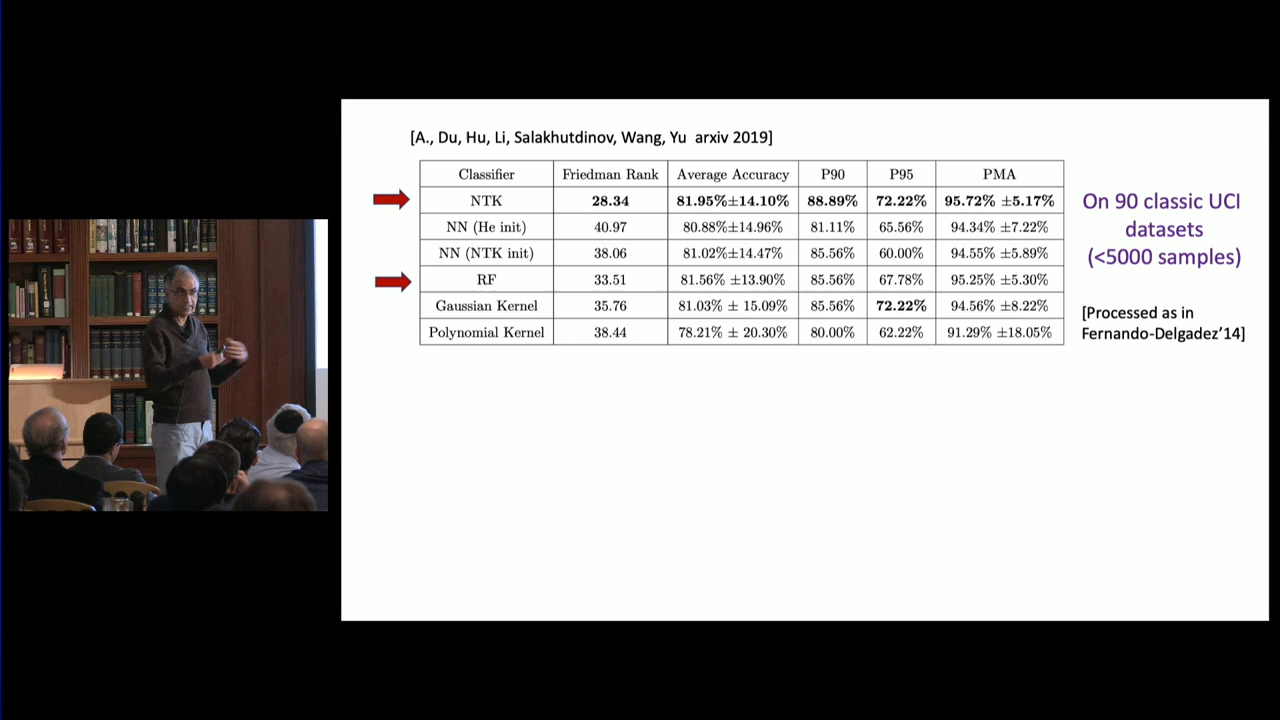 [A., Du, Hu, Li, Salakhutdinov, Wang, Yu arxiv 2019]
Classifier Friedman Rank Average Accuracy P90 P95 PMA
NTK 28.34 81.95%±14.10% 88.89% 72.22% 95.72% ±5.17%
NN (He init) 40.97 80.88%±14.96% 81.11% 65.56% 94.34% ±7.22%
NN (NTK init) 38.06 81.02%±14.47% 85.56% 60.00% 94.55% ±5.89%
RF 33.51 81.56% ±13.90% 85.56% 67.78% 95.25% ±5.30%
Gaussian Kernel 35.76 81.03% ± 15.09% 85.56% 72.22% 94.56% ±8.22%
Polynomial Kernel 38.44 78.21% ± 20.30% 80.00% 62.22% 91.29% ±18.05%
On 90 classic UCI
datasets
(<5000 samples)
[Processed as in
Fernando-Delgadez’14]